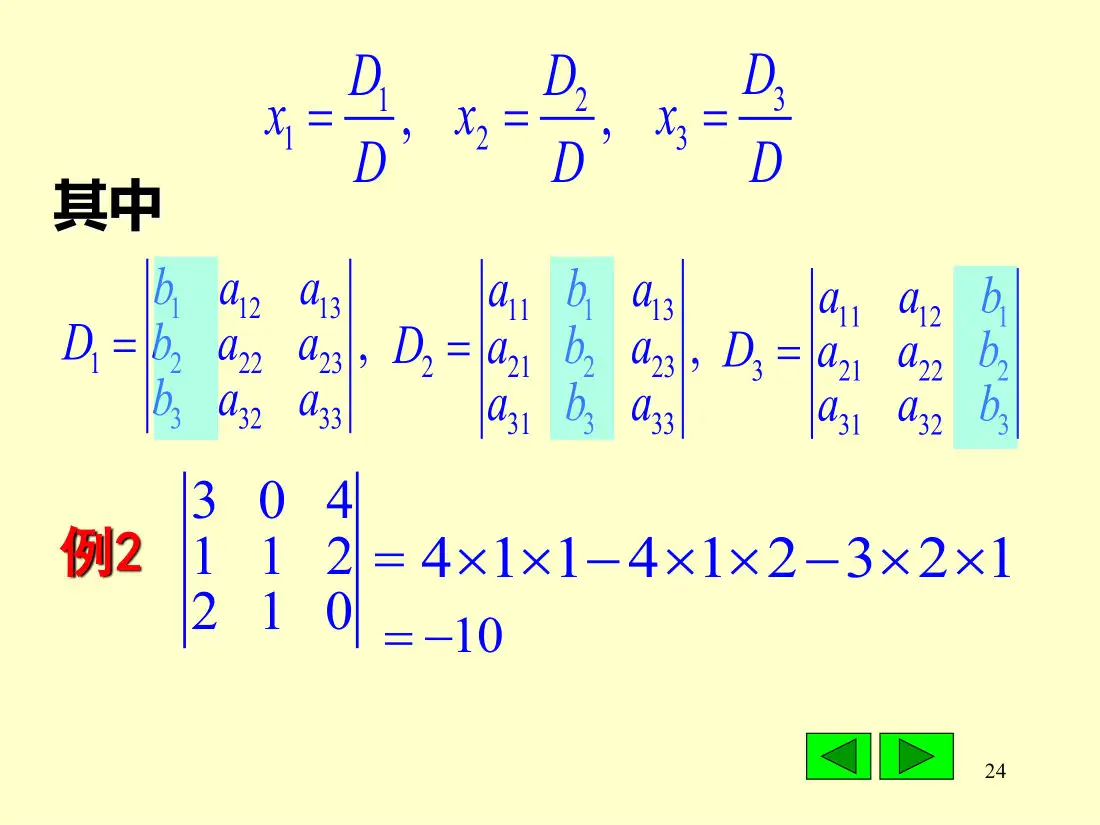 x₁ = D₁/D, x₂ = D₂/D, x₃ = D₃/D
其中
D₁ = |b₁ a₁₂ a₁₃; b₂ a₂₂ a₂₃; b₃ a₃₂ a₃₃|, D₂ = |a₁₁ b₁ a₁₃; a₂₁ b₂ a₂₃; a₃₁ b₃ a₃₃|, D₃ = |a₁₁ a₁₂ b₁; a₂₁ a₂₂ b₂; a₃₁ a₃₂ b₃|
例2 |3 0 4; 1 1 2; 2 1 0| = 4×1×1−4×1×2−3×2×1
= −10
24